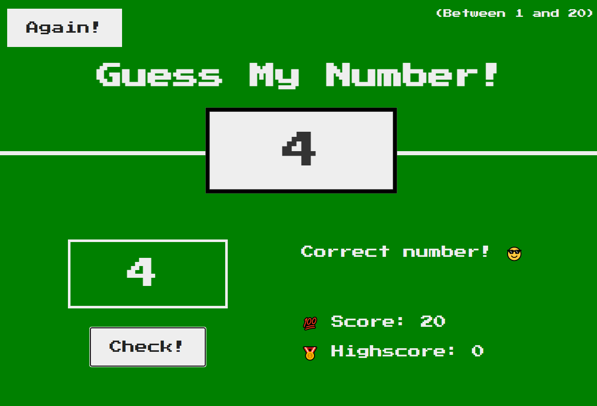 Again!
(Between 1 and 20)
Guess My Number!
4
4
Check!
Correct number! 😎
💯 Score: 20
🥇 Highscore: 0